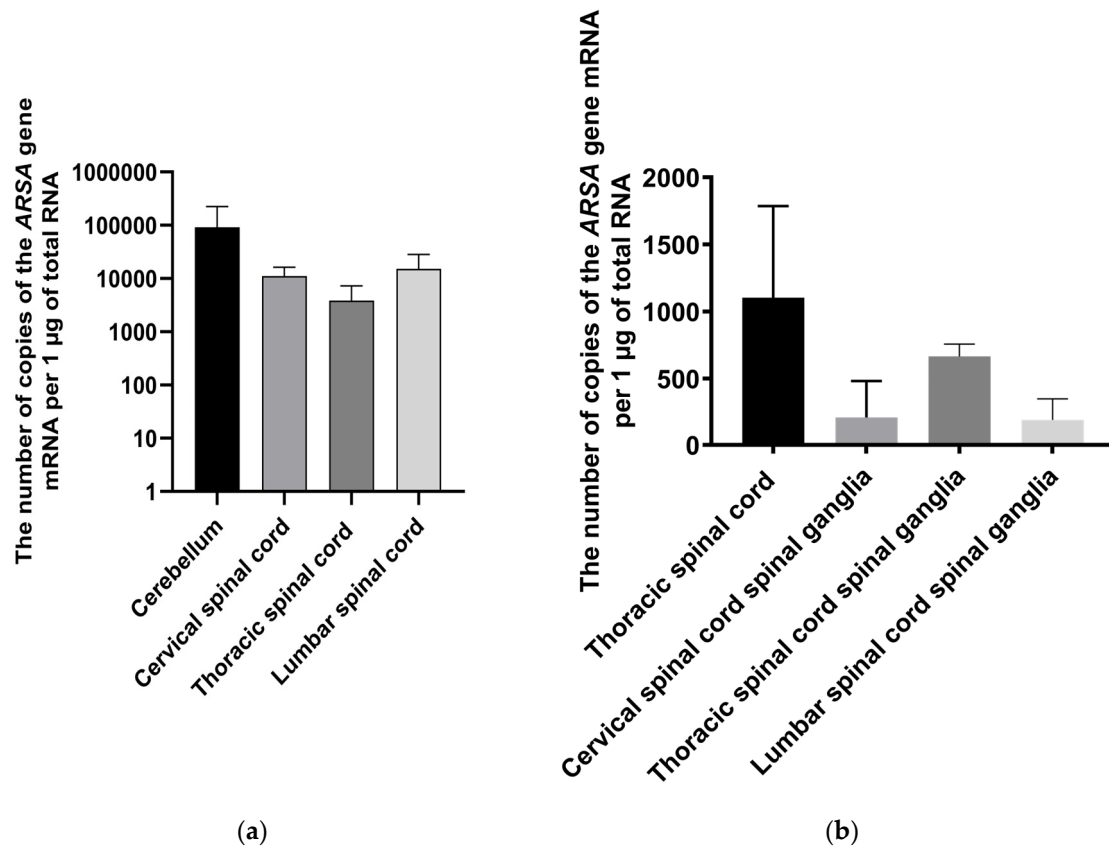 The number of copies of the ARSA gene
mRNA per 1 µg of total RNA
1000000
100000
10000
1000
100
10
1
Cerebellum
Cervical spinal cord
Thoracic spinal cord
Lumbar spinal cord
(a)
The number of copies of the ARSA gene mRNA
per 1 µg of total RNA
2000
1500
1000
500
0
Thoracic spinal cord
Cervical spinal cord spinal ganglia
Thoracic spinal cord spinal ganglia
Lumbar spinal cord spinal ganglia
(b)